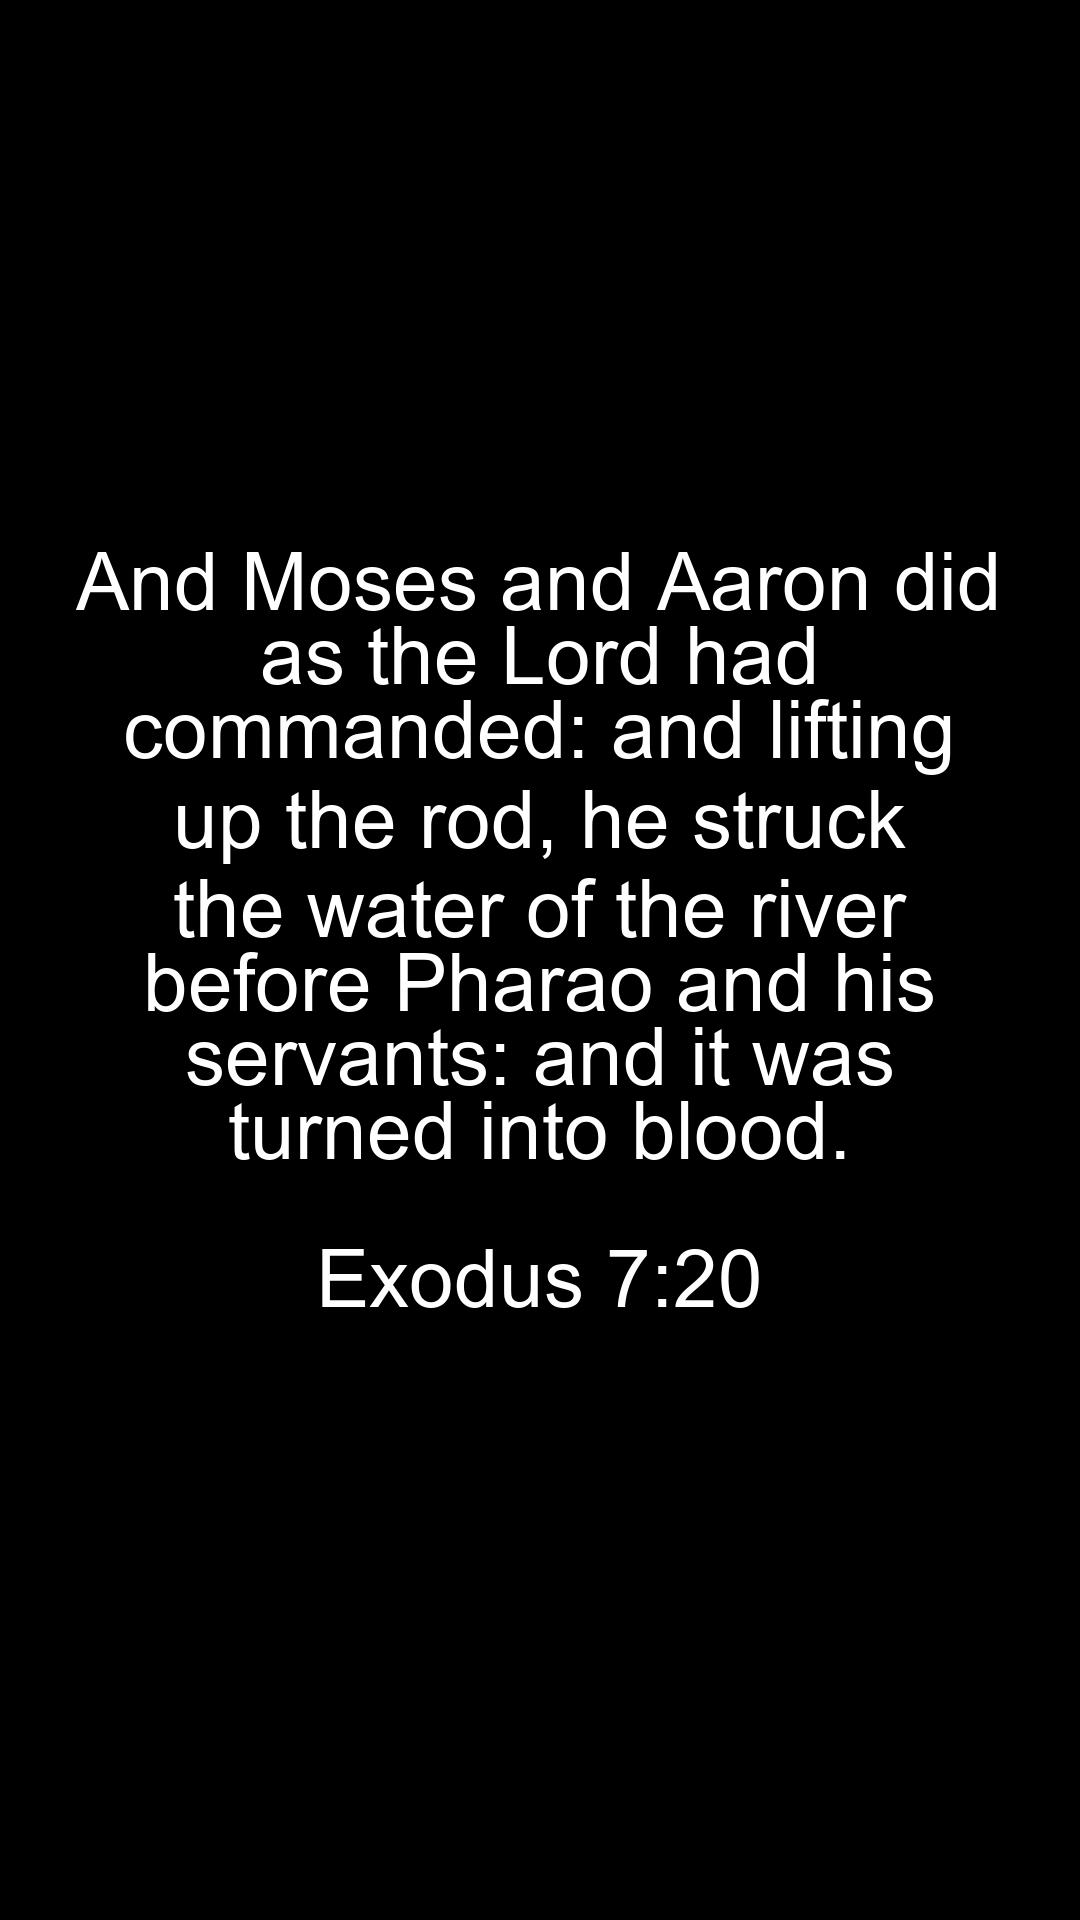 And Moses and Aaron did
as the Lord had
commanded: and lifting
up the rod, he struck
the water of the river
before Pharao and his
servants: and it was
turned into blood.
Exodus 7:20